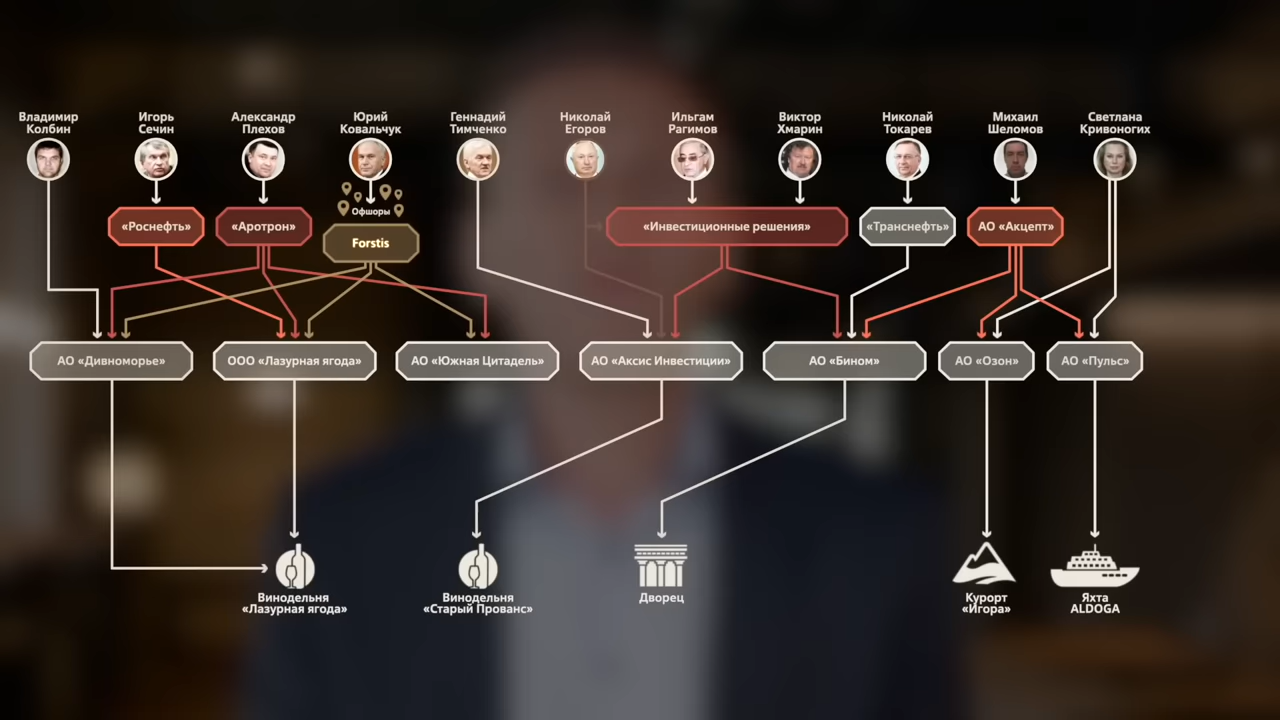 Владимир
Колбин
Игорь
Сечин
Александр
Плехов
Юрий
Ковальчук
Геннадий
Тимченко
Николай
Егоров
Ильгам
Рагимов
Виктор
Хмарин
Николай
Токарев
Михаил
Шеломов
Светлана
Кривоногих
Офшоры
«Роснефть»
«Аротрон»
Forstis
«Инвестиционные решения»
«Транснефть»
АО «Акцепт»
АО «Дивноморье»
ООО «Лазурная ягода»
АО «Южная Цитадель»
АО «Аксис Инвестиции»
АО «Бином»
АО «Озон»
АО «Пульс»
Винодельня
«Лазурная ягода»
Винодельня
«Старый Прованс»
Дворец
Курорт
«Игора»
Яхта
ALDOGA